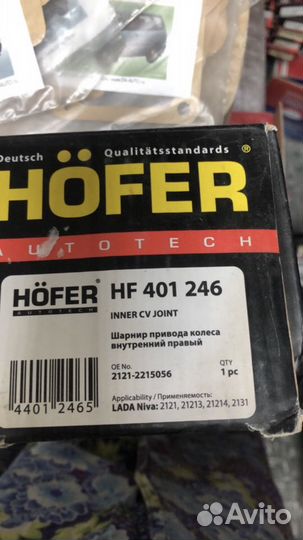 Deutsch Qualitätsstandards
HÖFER ®
AUTOTECH
HÖFER
AUTOTECH
HF 401 246
INNER CV JOINT
Шарнир привода колеса
внутренний правый
OE No.
2121-2215056
QTY
1 pc
4401 2465
Applicability / Применяемость:
LADA Niva: 2121, 21213, 21214, 2131
Avito